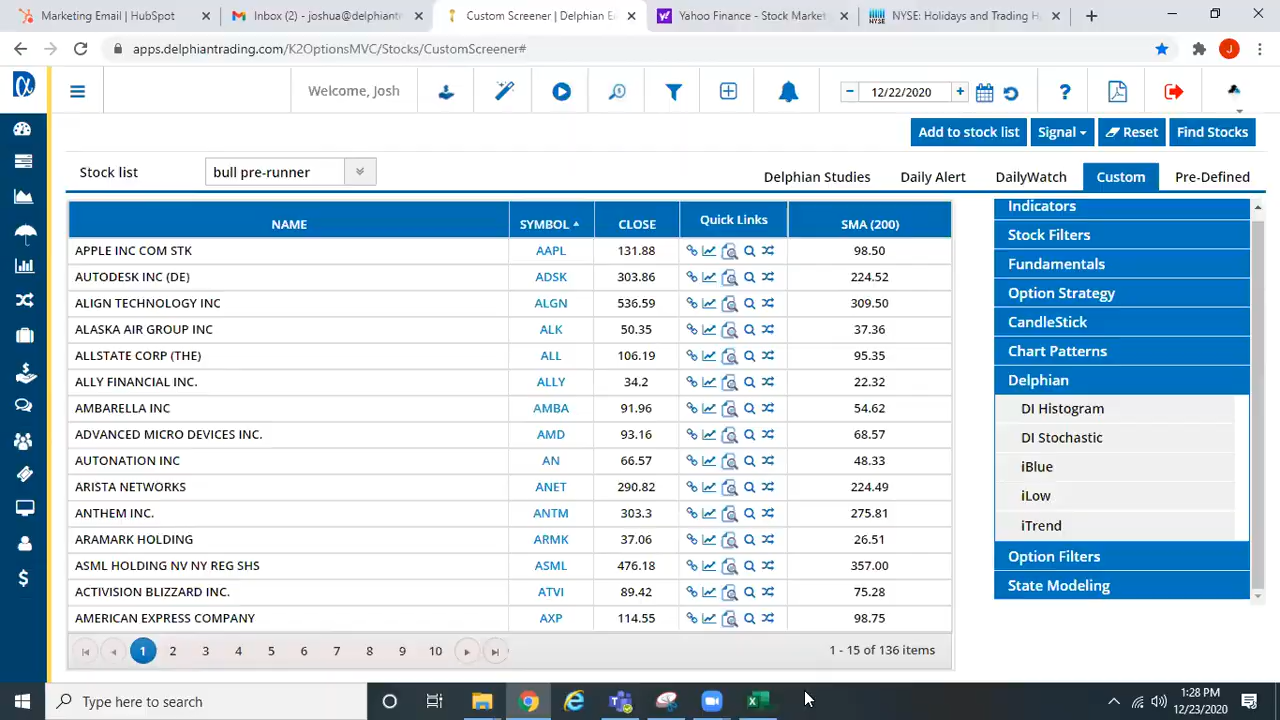 Marketing Email | HubSpot
Inbox (2) - joshua@delphiant
Custom Screener | Delphian E
Yahoo Finance - Stock Market
NYSE: Holidays and Trading H
apps.delphiantrading.com/K2OptionsMVC/Stocks/CustomScreener#
J
Welcome, Josh
12/22/2020
Add to stock list
Signal
Reset
Find Stocks
Stock list
bull pre-runner
Delphian Studies
Daily Alert
DailyWatch
Custom
Pre-Defined
NAME SYMBOL CLOSE Quick Links SMA (200)
APPLE INC COM STK AAPL 131.88 98.50
AUTODESK INC (DE) ADSK 303.86 224.52
ALIGN TECHNOLOGY INC ALGN 536.59 309.50
ALASKA AIR GROUP INC ALK 50.35 37.36
ALLSTATE CORP (THE) ALL 106.19 95.35
ALLY FINANCIAL INC. ALLY 34.2 22.32
AMBARELLA INC AMBA 91.96 54.62
ADVANCED MICRO DEVICES INC. AMD 93.16 68.57
AUTONATION INC AN 66.57 48.33
ARISTA NETWORKS ANET 290.82 224.49
ANTHEM INC. ANTM 303.3 275.81
ARAMARK HOLDING ARMK 37.06 26.51
ASML HOLDING NV NY REG SHS ASML 476.18 357.00
ACTIVISION BLIZZARD INC. ATVI 89.42 75.28
AMERICAN EXPRESS COMPANY AXP 114.55 98.75
1 2 3 4 5 6 7 8 9 10
1 - 15 of 136 items
Indicators
Stock Filters
Fundamentals
Option Strategy
CandleStick
Chart Patterns
Delphian
DI Histogram
DI Stochastic
iBlue
iLow
iTrend
Option Filters
State Modeling
Type here to search
1:28 PM
12/23/2020